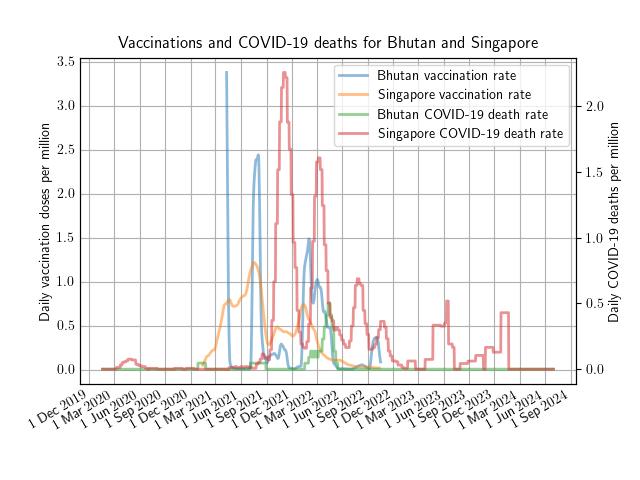 Vaccinations and COVID-19 deaths for Bhutan and Singapore
Bhutan vaccination rate
Singapore vaccination rate
Bhutan COVID-19 death rate
Singapore COVID-19 death rate
Daily vaccination doses per million
3.5
3.0
2.5
2.0
1.5
1.0
0.5
0.0
Daily COVID-19 deaths per million
2.0
1.5
1.0
0.5
0.0
1 Dec 2019
1 Mar 2020
1 Jun 2020
1 Sep 2020
1 Dec 2020
1 Mar 2021
1 Jun 2021
1 Sep 2021
1 Dec 2021
1 Mar 2022
1 Jun 2022
1 Sep 2022
1 Dec 2022
1 Mar 2023
1 Jun 2023
1 Sep 2023
1 Dec 2023
1 Mar 2024
1 Jun 2024
1 Sep 2024